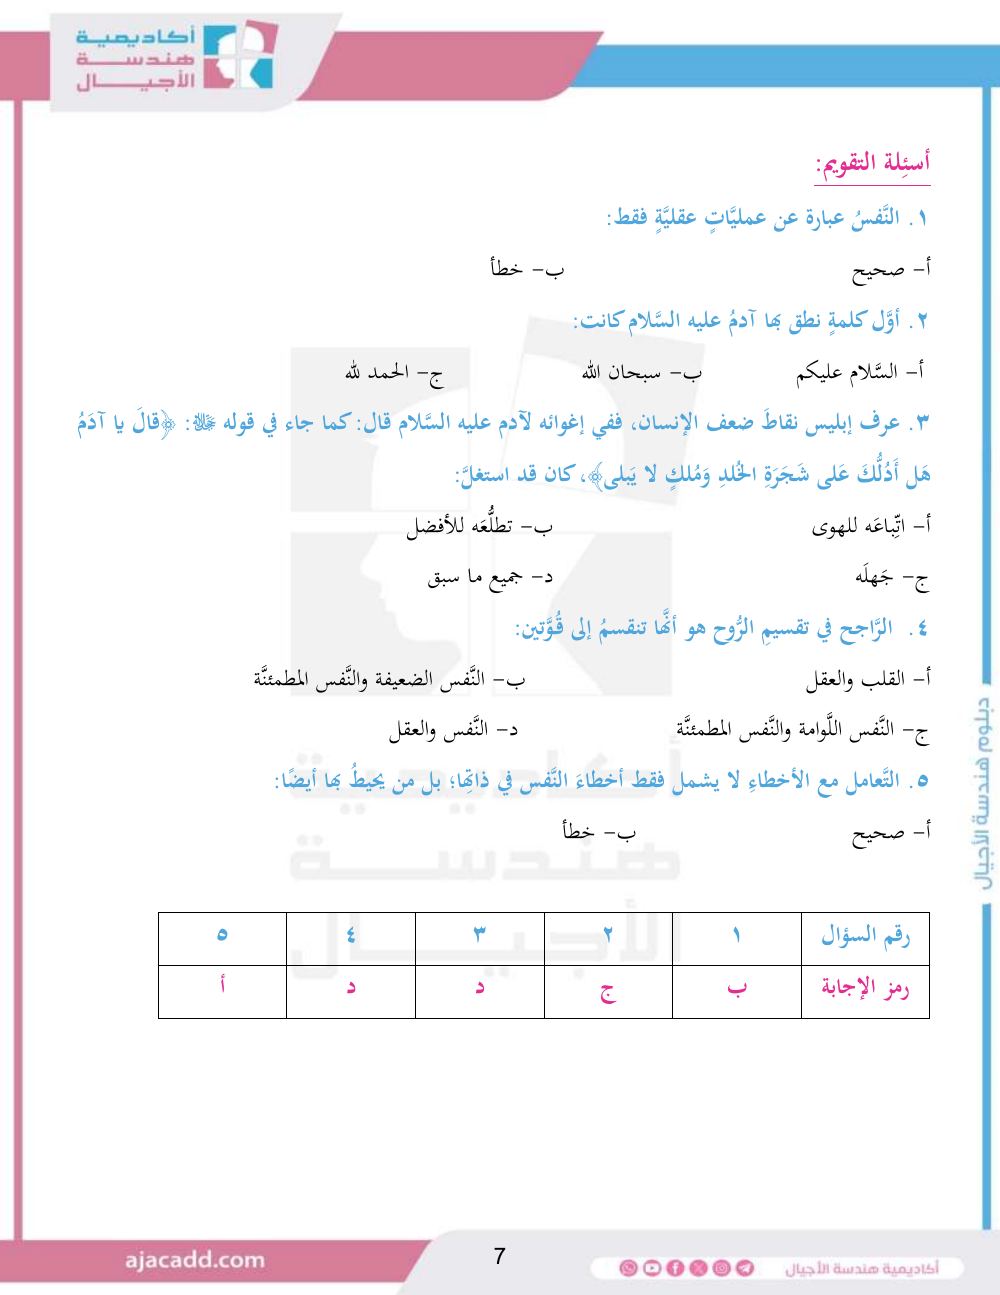 أكاديمية
هندسة
الأجيال
أسئِلة التقويم:
١. النَّفسُ عبارة عن عمليَّاتٍ عقليَّةٍ فقط:
أ- صحيح ب- خطأ
٢. أوَّل كلمةٍ نطق بها آدمُ عليه السَّلام كانت:
أ- السَّلام عليكم ب- سبحان الله ج- الحمد لله
٣. عرف إبليس نقاطَ ضعف الإنسان، ففي إغوائه لآدم عليه السَّلام قال: كما جاء في قوله ﷻ: ﴿قالَ يا آدَمُ
هَل أَدُلُّكَ عَلى شَجَرَةِ الخُلدِ وَمُلكٍ لا يَبلى﴾، كان قد استغلَّ:
أ- اتِّباعَه للهوى ب- تطلُّعَه للأفضل
ج- جَهلَه د- جميع ما سبق
٤. الرَّاجح في تقسيمِ الرُّوح هو أنَّها تنقسمُ إلى قُوَّتين:
أ- القلب والعقل ب- النَّفس الضعيفة والنَّفس المطمئنَّة
ج- النَّفس اللَّوامة والنَّفس المطمئنَّة د- النَّفس والعقل
٥. التَّعامل مع الأخطاءِ لا يشمل فقط أخطاءَ النَّفس في ذاتِها؛ بل من يحيطُ بها أيضًا:
أ- صحيح ب- خطأ
رقم السؤال ١ ٢ ٣ ٤ ٥
رمز الإجابة ب ج د د أ
دبلوم هندسة الأجيال
أكاديمية
هندسة
الأجيال
أكاديمية هندسة الأجيال
7
ajacadd.com